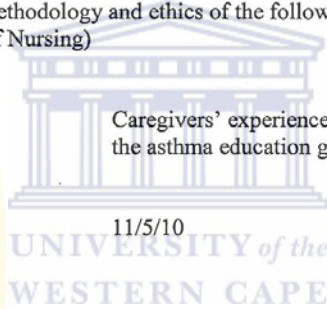 ethodology and ethics of the follow
f Nursing)
Caregivers' experience
the asthma education g
11/5/10
UNIVERSITY of the
WESTERN CAPE